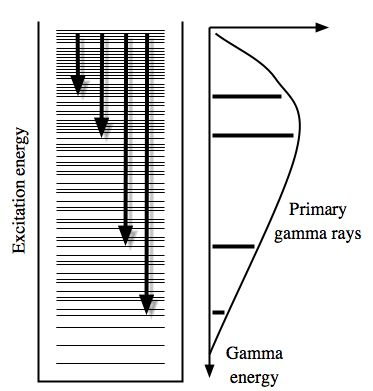 Excitation energy
Primary
gamma rays
Gamma
energy